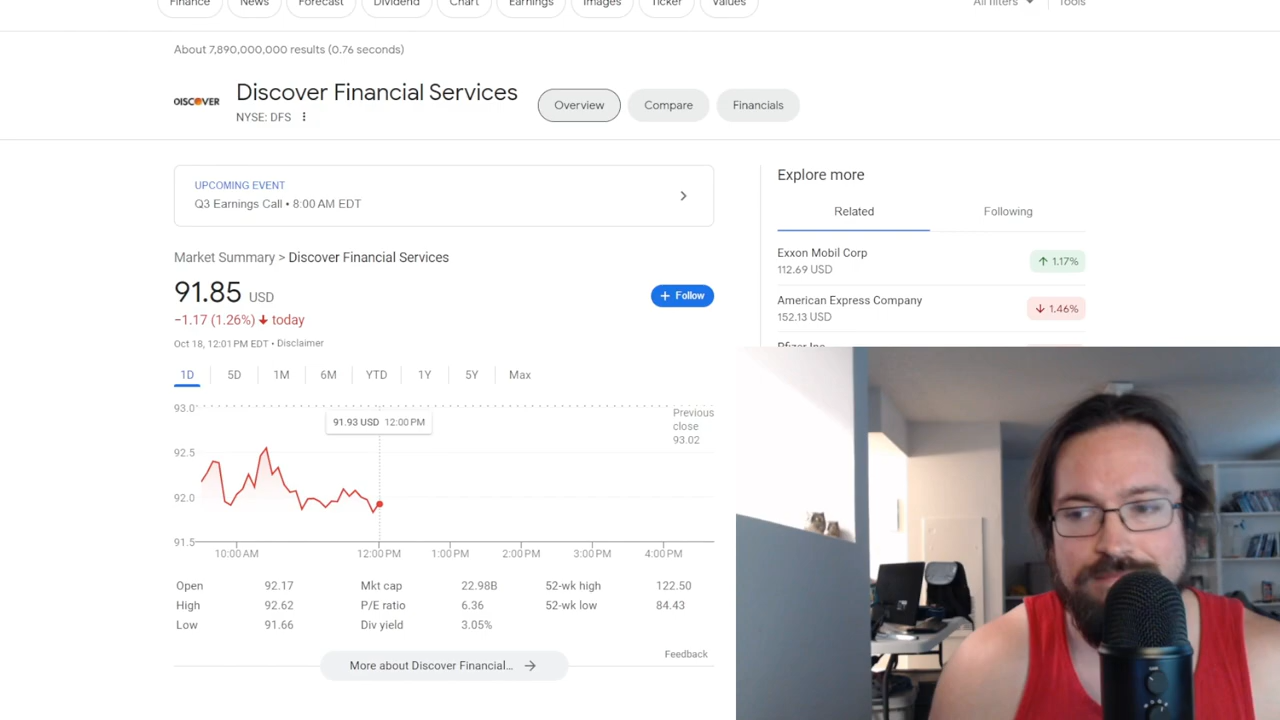 Finance News Forecast Dividend Chart Earnings Images Ticker Values All filters Tools
About 7,890,000,000 results (0.76 seconds)
DISCOVER
Discover Financial Services
NYSE: DFS
Overview Compare Financials
UPCOMING EVENT
Q3 Earnings Call • 8:00 AM EDT
Market Summary > Discover Financial Services
91.85 USD
+ Follow
−1.17 (1.26%) today
Oct 18, 12:01 PM EDT • Disclaimer
1D 5D 1M 6M YTD 1Y 5Y Max
93.0
91.93 USD 12:00 PM
Previous
close
93.02
92.5
92.0
91.5
10:00 AM 12:00 PM 1:00 PM 2:00 PM 3:00 PM 4:00 PM
Open 92.17 Mkt cap 22.98B 52-wk high 122.50
High 92.62 P/E ratio 6.36 52-wk low 84.43
Low 91.66 Div yield 3.05%
Feedback
More about Discover Financial...
Explore more
Related Following
Exxon Mobil Corp
112.69 USD
1.17%
American Express Company
152.13 USD
1.46%
Pfizer Inc